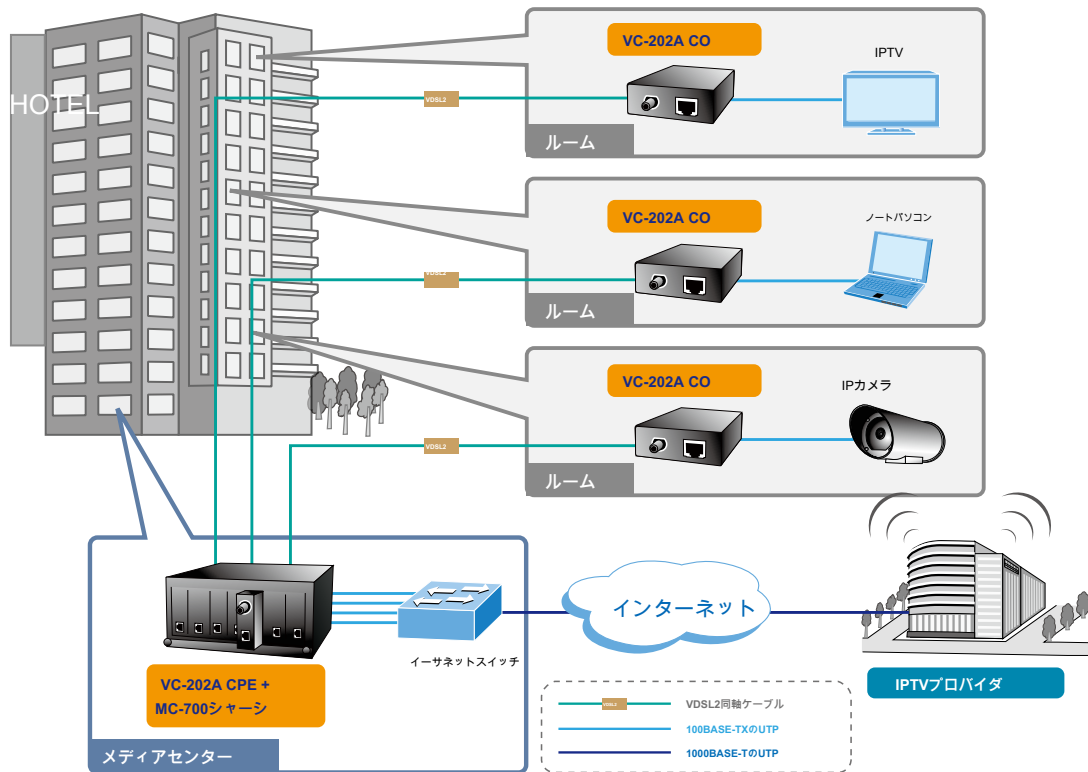 HOTEL
VC-202A CO
IPTV
VDSL2
ルーム
VC-202A CO
ノートパソコン
VDSL2
ルーム
VC-202A CO
IPカメラ
VDSL2
ルーム
インターネット
イーサネットスイッチ
VC-202A CPE +
MC-700シャーシ
メディアセンター
IPTVプロバイダ
VDSL2
VDSL2同軸ケーブル
100BASE-TXのUTP
1000BASE-TのUTP